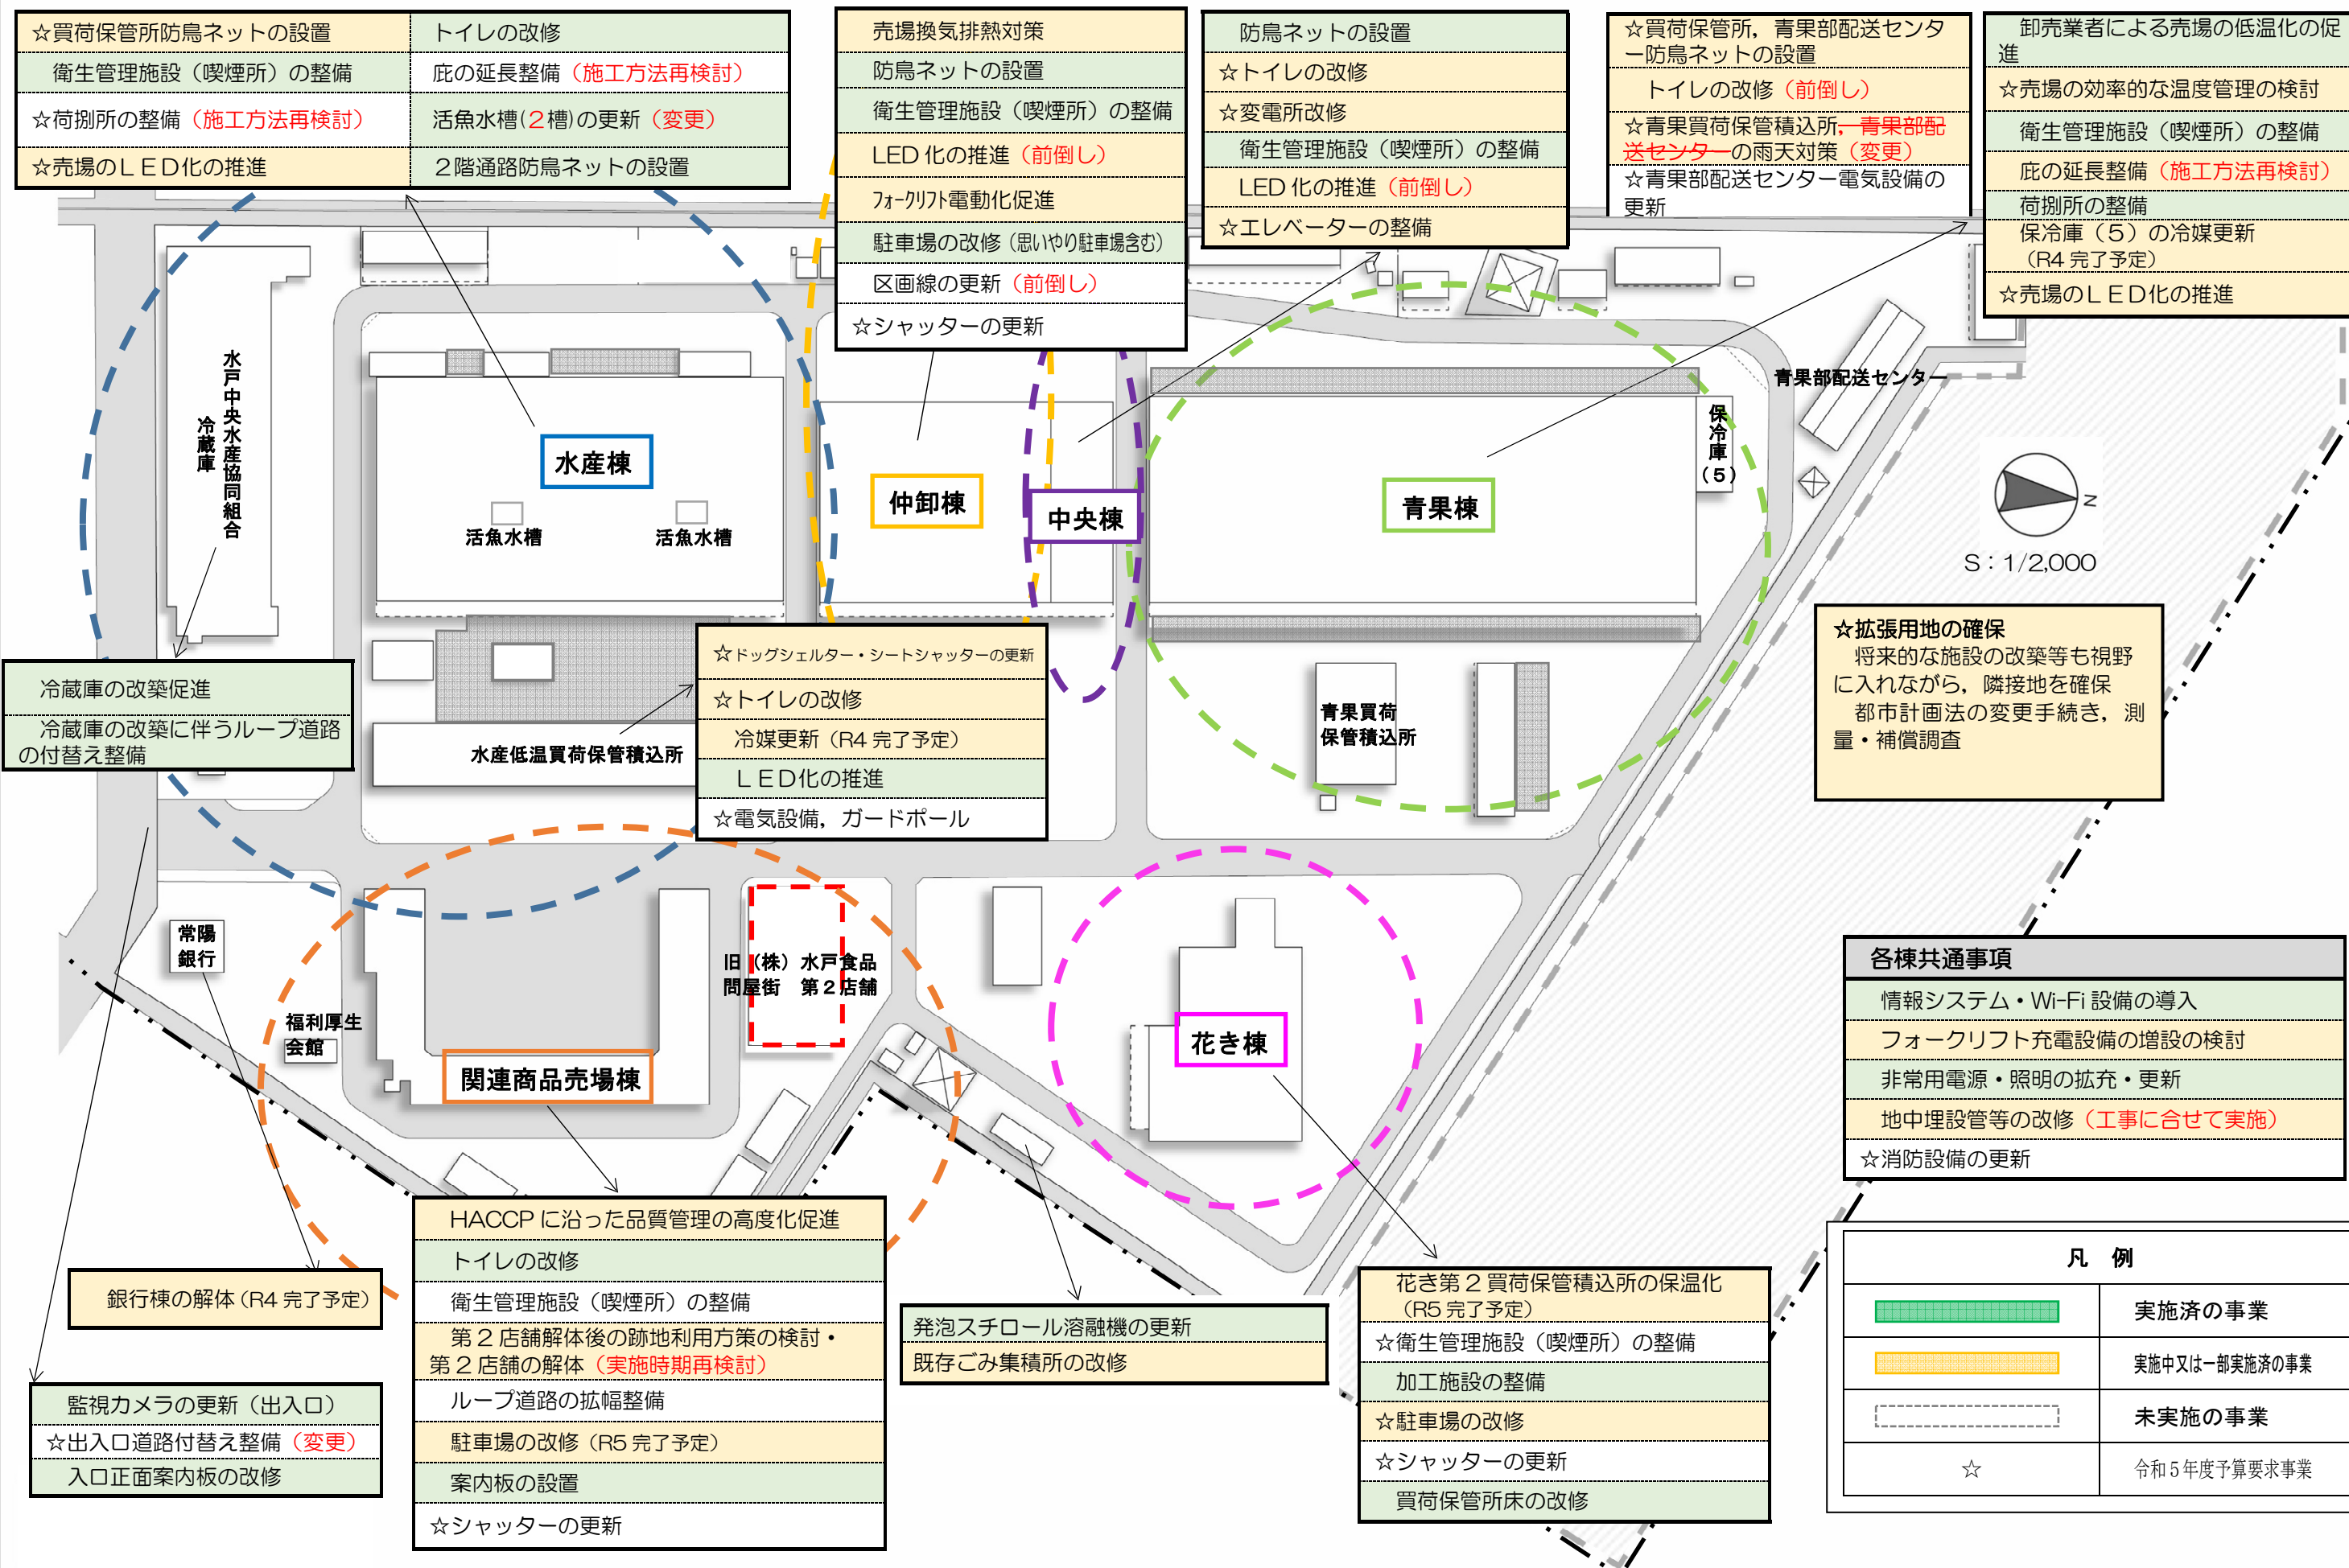 ☆買荷保管所防鳥ネットの設置
トイレの改修
衛生管理施設（喫煙所）の整備
庇の延長整備（施工方法再検討）
☆荷捌所の整備（施工方法再検討）
活魚水槽(２槽)の更新（変更）
☆売場のＬＥＤ化の推進
２階通路防鳥ネットの設置
売場換気排熱対策
防鳥ネットの設置
衛生管理施設（喫煙所）の整備
LED 化の推進（前倒し）
フォークリフト電動化促進
駐車場の改修（思いやり駐車場含む）
区画線の更新（前倒し）
☆シャッターの更新
防鳥ネットの設置
☆トイレの改修
☆変電所改修
衛生管理施設（喫煙所）の整備
LED 化の推進（前倒し）
☆エレベーターの整備
☆買荷保管所，青果部配送センタ
ー防鳥ネットの設置
トイレの改修（前倒し）
☆青果買荷保管積込所，青果部配
送センターの雨天対策（変更）
☆青果部配送センター電気設備の
更新
卸売業者による売場の低温化の促
進
☆売場の効率的な温度管理の検討
衛生管理施設（喫煙所）の整備
庇の延長整備（施工方法再検討）
荷捌所の整備
保冷庫（５）の冷媒更新
（R4 完了予定）
☆売場のＬＥＤ化の推進
水戸中央水産協同組合
冷蔵庫
水産棟
活魚水槽
活魚水槽
仲卸棟
中央棟
青果棟
保冷庫（５）
青果部配送センター
N
S：1/2,000
☆拡張用地の確保
将来的な施設の改築等も視野
に入れながら，隣接地を確保
都市計画法の変更手続き，測
量・補償調査
冷蔵庫の改築促進
冷蔵庫の改築に伴うループ道路
の付替え整備
水産低温買荷保管積込所
☆ドッグシェルター・シートシャッターの更新
☆トイレの改修
冷媒更新（R4 完了予定）
ＬＥＤ化の推進
☆電気設備，ガードポール
青果買荷
保管積込所
常陽
銀行
福利厚生
会館
関連商品売場棟
旧（株）水戸食品
問屋街　第２店舗
花き棟
各棟共通事項
情報システム・Wi-Fi 設備の導入
フォークリフト充電設備の増設の検討
非常用電源・照明の拡充・更新
地中埋設管等の改修（工事に合せて実施）
☆消防設備の更新
銀行棟の解体（R4 完了予定）
監視カメラの更新（出入口）
☆出入口道路付替え整備（変更）
入口正面案内板の改修
HACCP に沿った品質管理の高度化促進
トイレの改修
衛生管理施設（喫煙所）の整備
第２店舗解体後の跡地利用方策の検討・
第２店舗の解体（実施時期再検討）
ループ道路の拡幅整備
駐車場の改修（R5 完了予定）
案内板の設置
☆シャッターの更新
発泡スチロール溶融機の更新
既存ごみ集積所の改修
花き第２買荷保管積込所の保温化
（R5 完了予定）
☆衛生管理施設（喫煙所）の整備
加工施設の整備
☆駐車場の改修
☆シャッターの更新
買荷保管所床の改修
凡　例
実施済の事業
実施中又は一部実施済の事業
未実施の事業
☆ 令和５年度予算要求事業